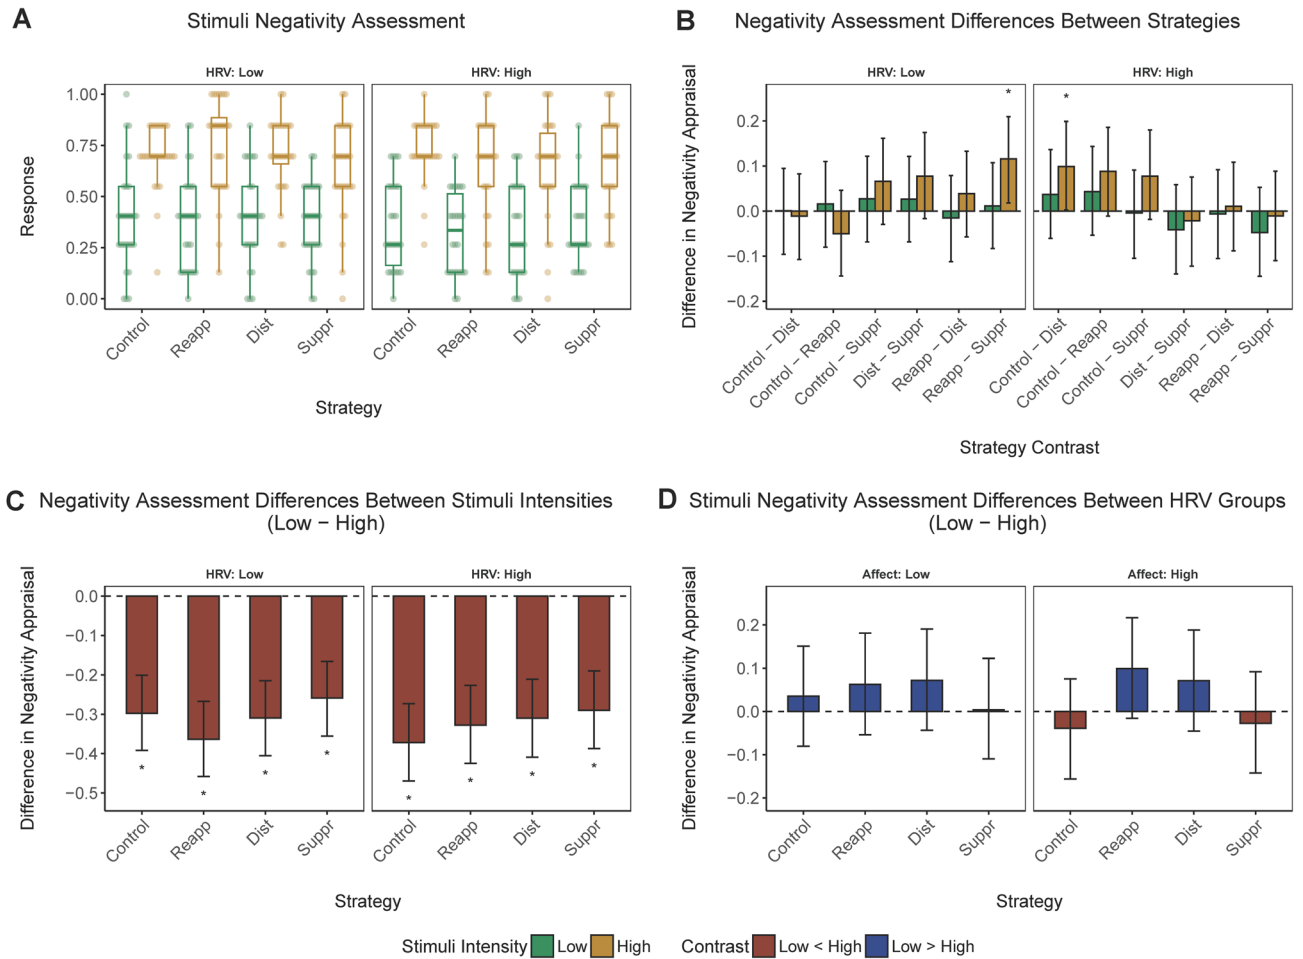 A
Stimuli Negativity Assessment
HRV: Low
HRV: High
Response
1.00
0.75
0.50
0.25
0.00
Control
Reapp
Dist
Suppr
Control
Reapp
Dist
Suppr
Strategy
B
Negativity Assessment Differences Between Strategies
HRV: Low
HRV: High
Difference in Negativity Appraisal
0.2
0.1
0.0
−0.1
−0.2
*
*
Control − Dist
Control − Reapp
Control − Suppr
Dist − Suppr
Reapp − Dist
Reapp − Suppr
Control − Dist
Control − Reapp
Control − Suppr
Dist − Suppr
Reapp − Dist
Reapp − Suppr
Strategy Contrast
C
Negativity Assessment Differences Between Stimuli Intensities
(Low − High)
HRV: Low
HRV: High
Difference in Negativity Appraisal
0.0
−0.1
−0.2
−0.3
−0.4
−0.5
*
*
*
*
*
*
*
*
Control
Reapp
Dist
Suppr
Control
Reapp
Dist
Suppr
Strategy
D
Stimuli Negativity Assessment Differences Between HRV Groups
(Low − High)
Affect: Low
Affect: High
Difference in Negativity Appraisal
0.2
0.1
0.0
−0.1
−0.2
Control
Reapp
Dist
Suppr
Control
Reapp
Dist
Suppr
Strategy
Stimuli Intensity Low High Contrast Low < High Low > High